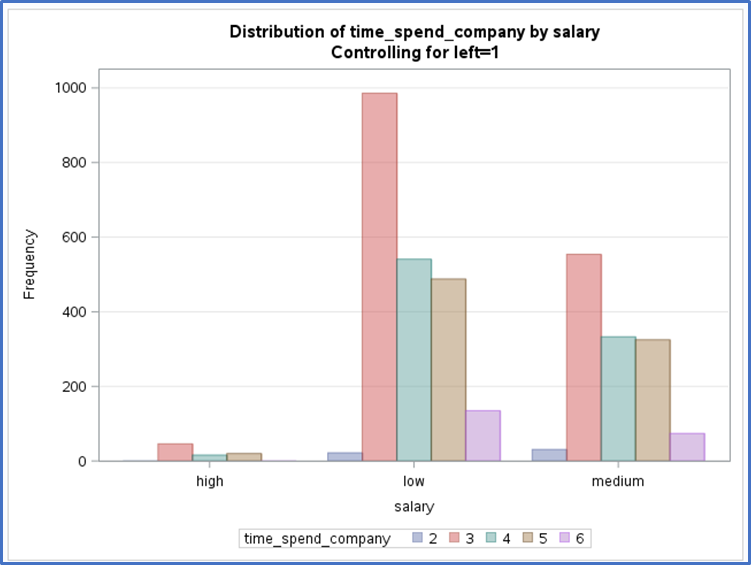 Distribution of time_spend_company by salary
Controlling for left=1
1000
800
600
400
200
0
Frequency
high low medium
salary
time_spend_company 2 3 4 5 6